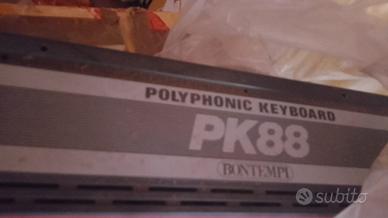 POLYPHONIC KEYBOARD
PK88
BONTEMPI
subito